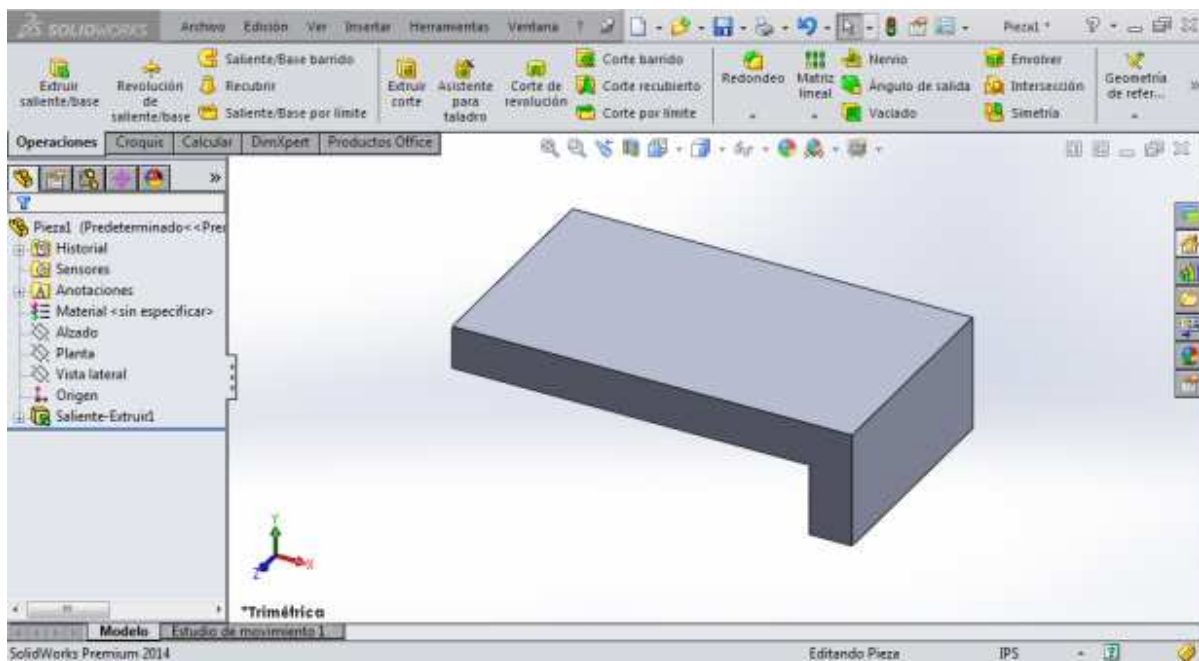 SOLIDWORKS Archivo Edición Ver Insertar Herramientas Ventana ? Pieza1 *
Extruir saliente/base
Revolución de saliente/base
Saliente/Base barrido
Recubrir
Saliente/Base por límite
Extruir corte
Asistente para taladro
Corte de revolución
Corte barrido
Corte recubierto
Corte por límite
Redondeo
Matriz lineal
Nervio
Ángulo de salida
Vaciado
Envolver
Intersección
Simetría
Geometría de refer...
Operaciones Croquis Calcular DimXpert Productos Office
Pieza1 (Predeterminado<<Pre
Historial
Sensores
Anotaciones
Material <sin especificar>
Alzado
Planta
Vista lateral
Origen
Saliente-Extruir1
Y
X
Z
*Trimétrica
Modelo Estudio de movimiento 1
SolidWorks Premium 2014 Editando Pieza IPS